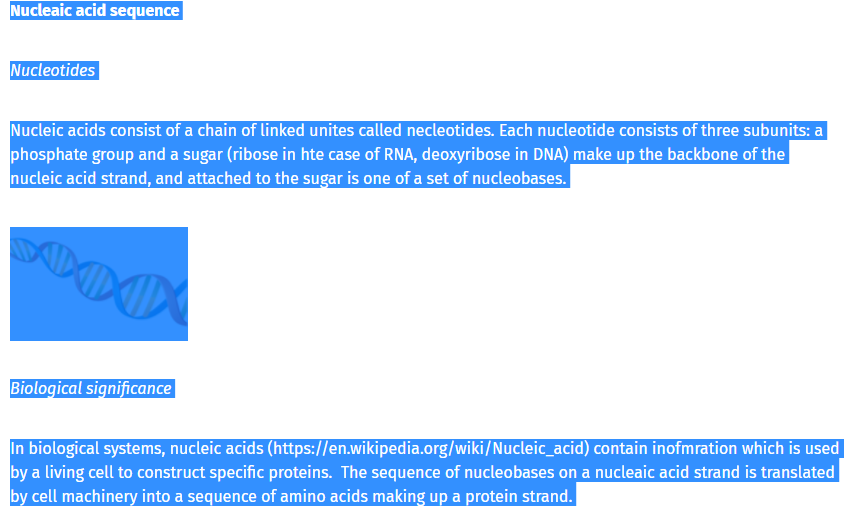 Nucleaic acid sequence
Nucleotides
Nucleic acids consist of a chain of linked unites called necleotides. Each nucleotide consists of three subunits: a
phosphate group and a sugar (ribose in hte case of RNA, deoxyribose in DNA) make up the backbone of the
nucleic acid strand, and attached to the sugar is one of a set of nucleobases.
Biological significance
In biological systems, nucleic acids (https://en.wikipedia.org/wiki/Nucleic_acid) contain inofmration which is used
by a living cell to construct specific proteins.  The sequence of nucleobases on a nucleaic acid strand is translated
by cell machinery into a sequence of amino acids making up a protein strand.